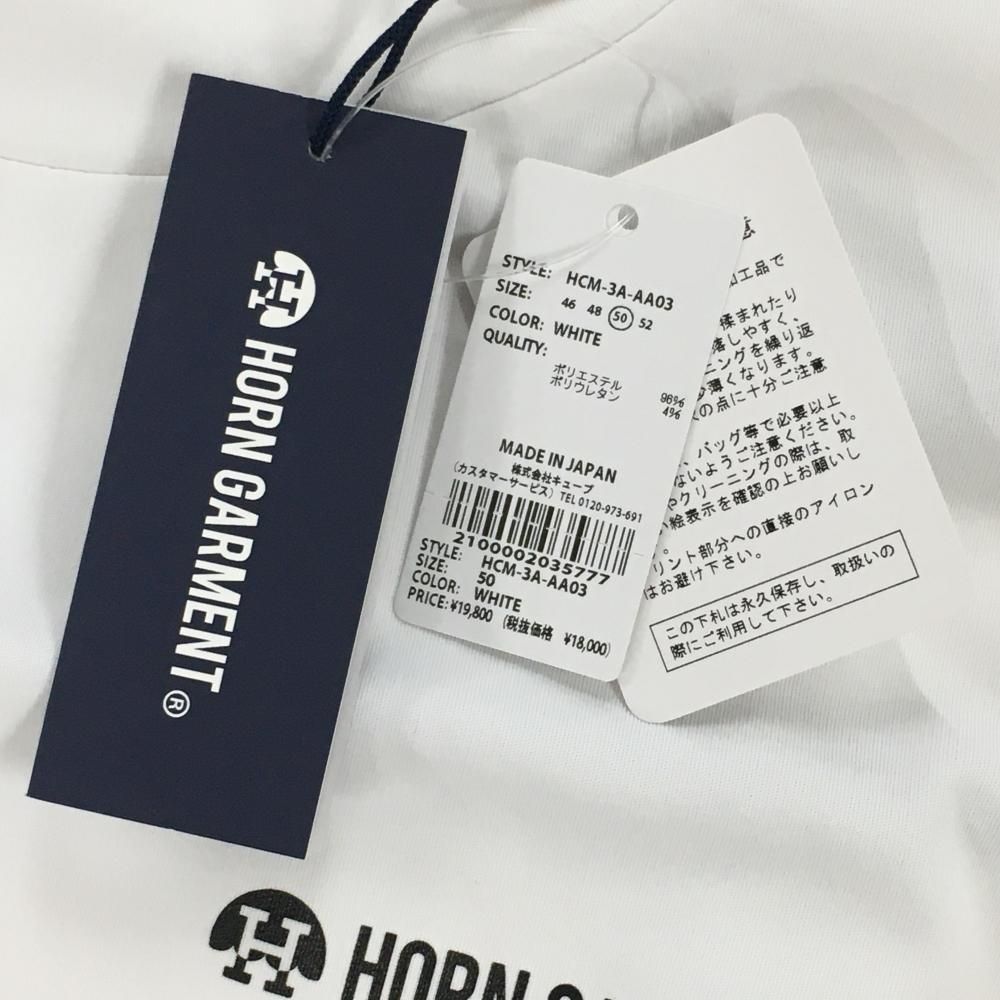 HORN GARMENT®
STYLE: HCM-3A-AA03
SIZE: 46 48 50 52
COLOR: WHITE
QUALITY:
ポリエステル 96%
ポリウレタン 4%
MADE IN JAPAN
株式会社キューブ
(カスタマーサービス) TEL 0120-973-691
2100002035777
STYLE: HCM-3A-AA03
SIZE: 50
COLOR: WHITE
PRICE: ¥19,800 (税抜価格 ¥18,000)
加工品で
揉まれたり
落しやすく、
ニングを繰り返
薄くなります。
の点に十分ご注意
、バッグ等で必要以上
ないようご注意ください。
やクリーニングの際は、取
い絵表示を確認の上お願いし
。
リント部分への直接のアイロン
はお避け下さい。
この下札は永久保存し、取扱いの
際にご利用して下さい。
HORN